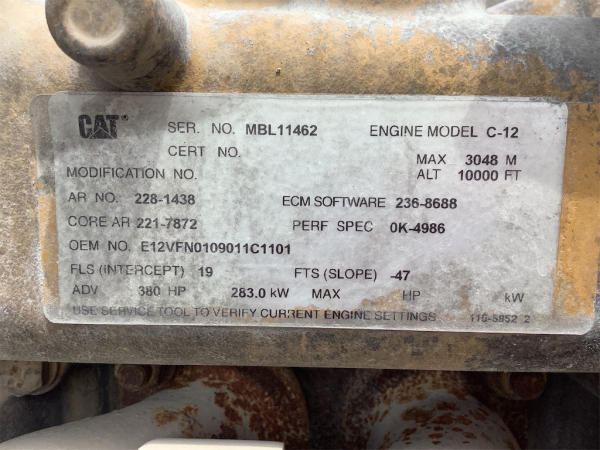 CAT SER. NO. MBL11462 ENGINE MODEL C-12
CERT NO. MAX 3048 M
MODIFICATION NO. ALT 10000 FT
AR NO. 228-1438 ECM SOFTWARE 236-8688
CORE AR 221-7872 PERF SPEC 0K-4986
OEM NO. E12VFN0109011C1101
FLS (INTERCEPT) 19 FTS (SLOPE) -47
ADV 380 HP 283.0 kW MAX HP kW
USE SERVICE TOOL TO VERIFY CURRENT ENGINE SETTINGS 116-5952 2